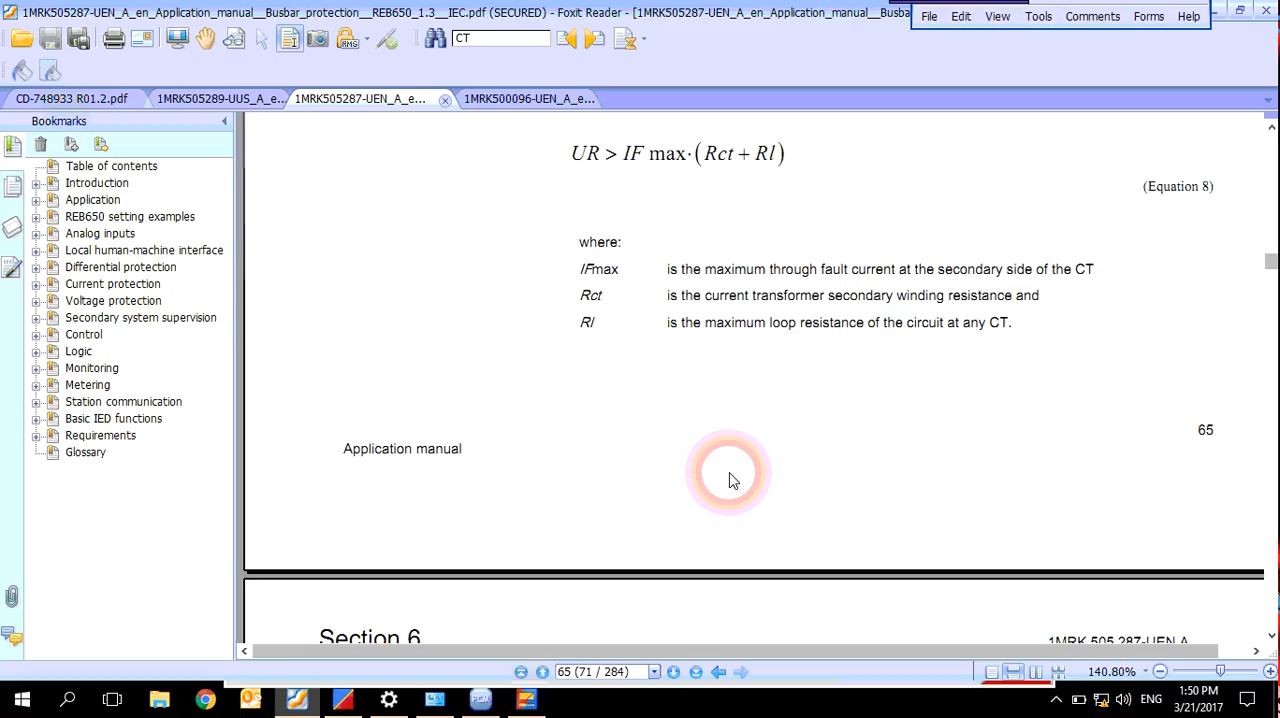 1MRK505287-UEN_A_en_Application_manual__Busbar_protection__REB650_1.3__IEC.pdf (SECURED) - Foxit Reader - [1MRK505287-UEN_A_en_Application_manual__Busba
File Edit View Tools Comments Forms Help
RMS CT
CD-748933 R01.2.pdf 1MRK505289-UUS_A_e... 1MRK505287-UEN_A_e... 1MRK500096-UEN_A_e...
Bookmarks
Table of contents
Introduction
Application
REB650 setting examples
Analog inputs
Local human-machine interface
Differential protection
Current protection
Voltage protection
Secondary system supervision
Control
Logic
Monitoring
Metering
Station communication
Basic IED functions
Requirements
Glossary
UR > IF max·(Rct + Rl)
(Equation 8)
where:
IFmax is the maximum through fault current at the secondary side of the CT
Rct is the current transformer secondary winding resistance and
Rl is the maximum loop resistance of the circuit at any CT.
65
Application manual
Section 6
1MRK 505 287-UEN A
65 (71 / 284)
140.80%
PCM
ENG
1:50 PM
3/21/2017